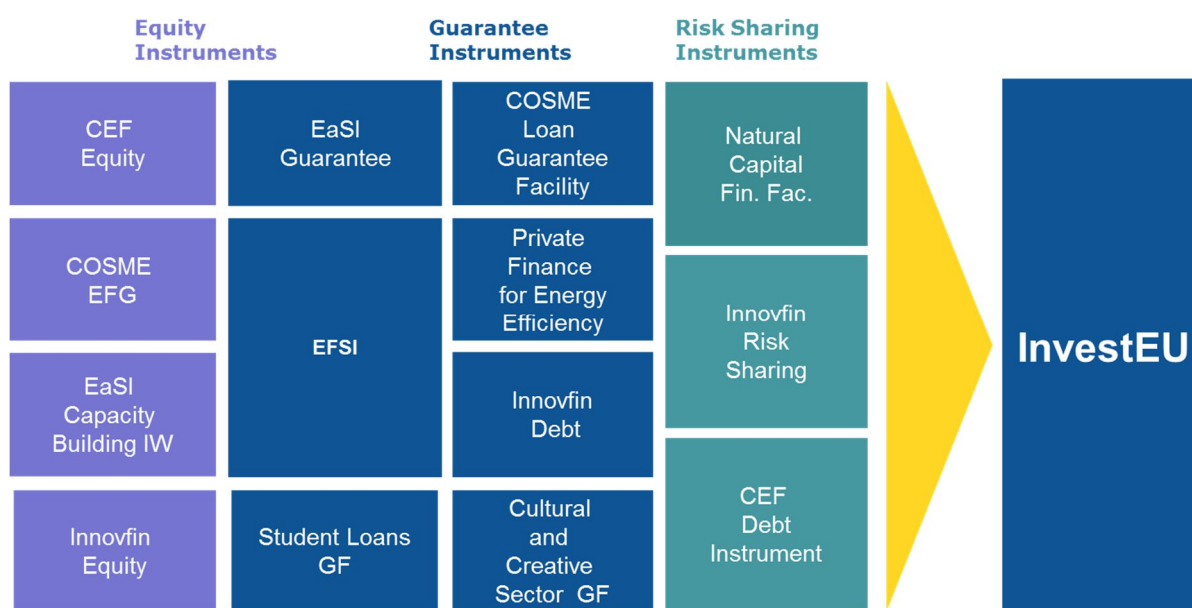 Equity
Instruments
Guarantee
Instruments
Risk Sharing
Instruments
CEF
Equity
COSME
EFG
EaSI
Capacity
Building IW
Innovfin
Equity
EaSI
Guarantee
EFSI
Student Loans
GF
COSME
Loan
Guarantee
Facility
Private
Finance
for Energy
Efficiency
Innovfin
Debt
Cultural
and
Creative
Sector GF
Natural
Capital
Fin. Fac.
Innovfin
Risk
Sharing
CEF
Debt
Instrument
InvestEU